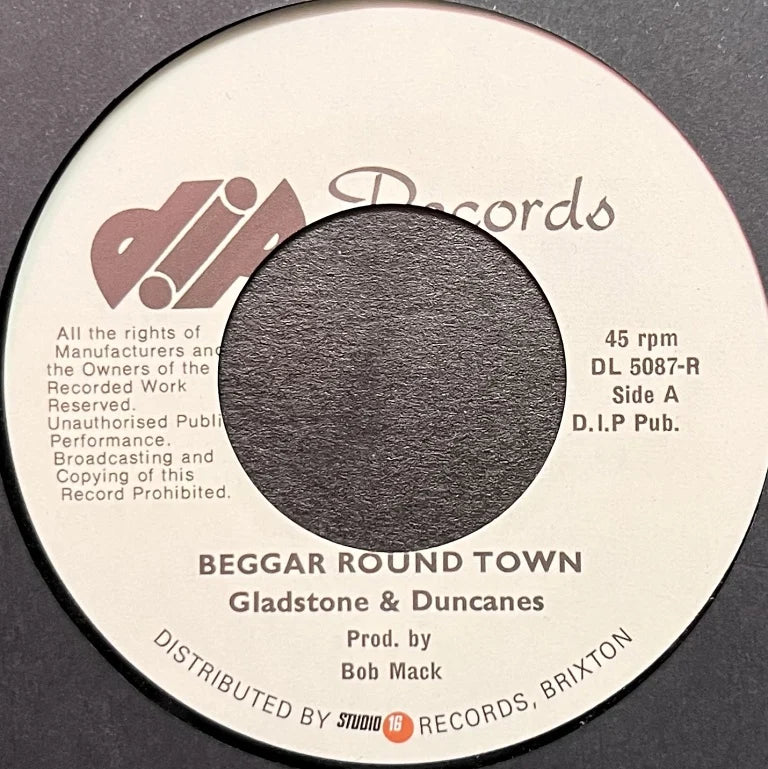 dip Records
All the rights of
Manufacturers and
the Owners of the
Recorded Work
Reserved.
Unauthorised Publi
Performance.
Broadcasting and
Copying of this
Record Prohibited.
45 rpm
DL 5087-R
Side A
D.I.P Pub.
BEGGAR ROUND TOWN
Gladstone & Duncanes
Prod. by
Bob Mack
DISTRIBUTED BY STUDIO 16 RECORDS, BRIXTON